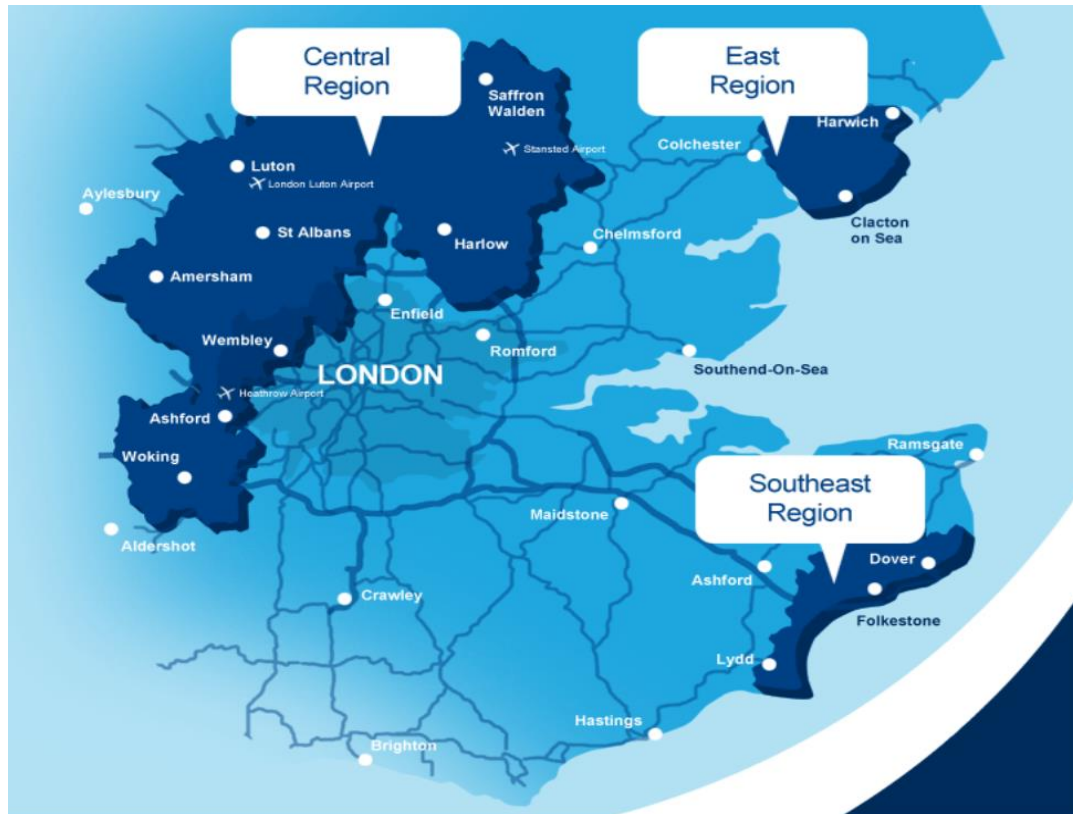 Central
Region
East
Region
Saffron
Walden
Harwich
Stansted Airport
Colchester
Luton
London Luton Airport
Aylesbury
Clacton
on Sea
St Albans
Harlow
Chelmsford
Amersham
Enfield
Wembley
Romford
LONDON
Southend-On-Sea
Heathrow Airport
Ashford
Ramsgate
Woking
Southeast
Region
Maidstone
Aldershot
Dover
Ashford
Crawley
Folkestone
Lydd
Hastings
Brighton